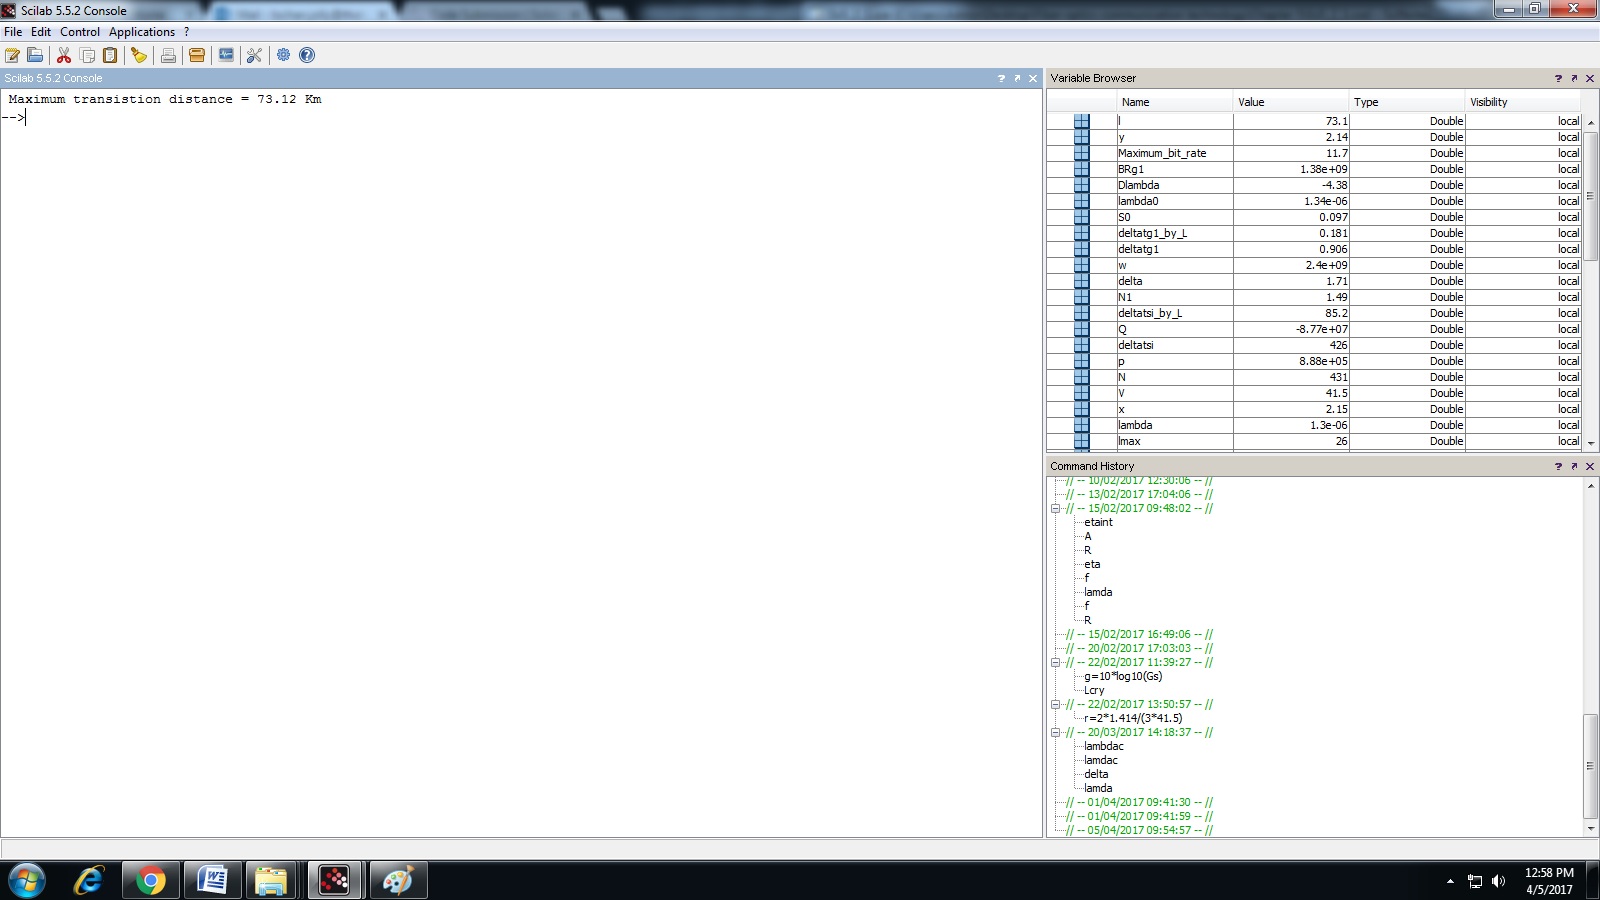 Scilab 5.5.2 Console
File Edit Control Applications ?
Scilab 5.5.2 Console
Maximum transistion distance = 73.12 Km
-->
Variable Browser
Name Value Type Visibility
l 73.1 Double local
y 2.14 Double local
Maximum_bit_rate 11.7 Double local
BRg1 1.38e+09 Double local
Dlambda -4.38 Double local
lambda0 1.34e-06 Double local
S0 0.097 Double local
deltatg1_by_L 0.181 Double local
deltatg1 0.906 Double local
w 2.4e+09 Double local
delta 1.71 Double local
N1 1.49 Double local
deltatsi_by_L 85.2 Double local
Q -8.77e+07 Double local
deltatsi 426 Double local
p 8.88e+05 Double local
N 431 Double local
V 41.5 Double local
x 2.15 Double local
lambda 1.3e-06 Double local
lmax 26 Double local
Command History
// -- 10/02/2017 12:30:06 -- //
// -- 13/02/2017 17:04:06 -- //
// -- 15/02/2017 09:48:02 -- //
etaint
A
R
eta
f
lamda
f
R
// -- 15/02/2017 16:49:06 -- //
// -- 20/02/2017 17:03:03 -- //
// -- 22/02/2017 11:39:27 -- //
g=10*log10(Gs)
Lcry
// -- 22/02/2017 13:50:57 -- //
r=2*1.414/(3*41.5)
// -- 20/03/2017 14:18:37 -- //
lambdac
lamdac
delta
lamda
// -- 01/04/2017 09:41:30 -- //
// -- 01/04/2017 09:41:59 -- //
// -- 05/04/2017 09:54:57 -- //
12:58 PM
4/5/2017